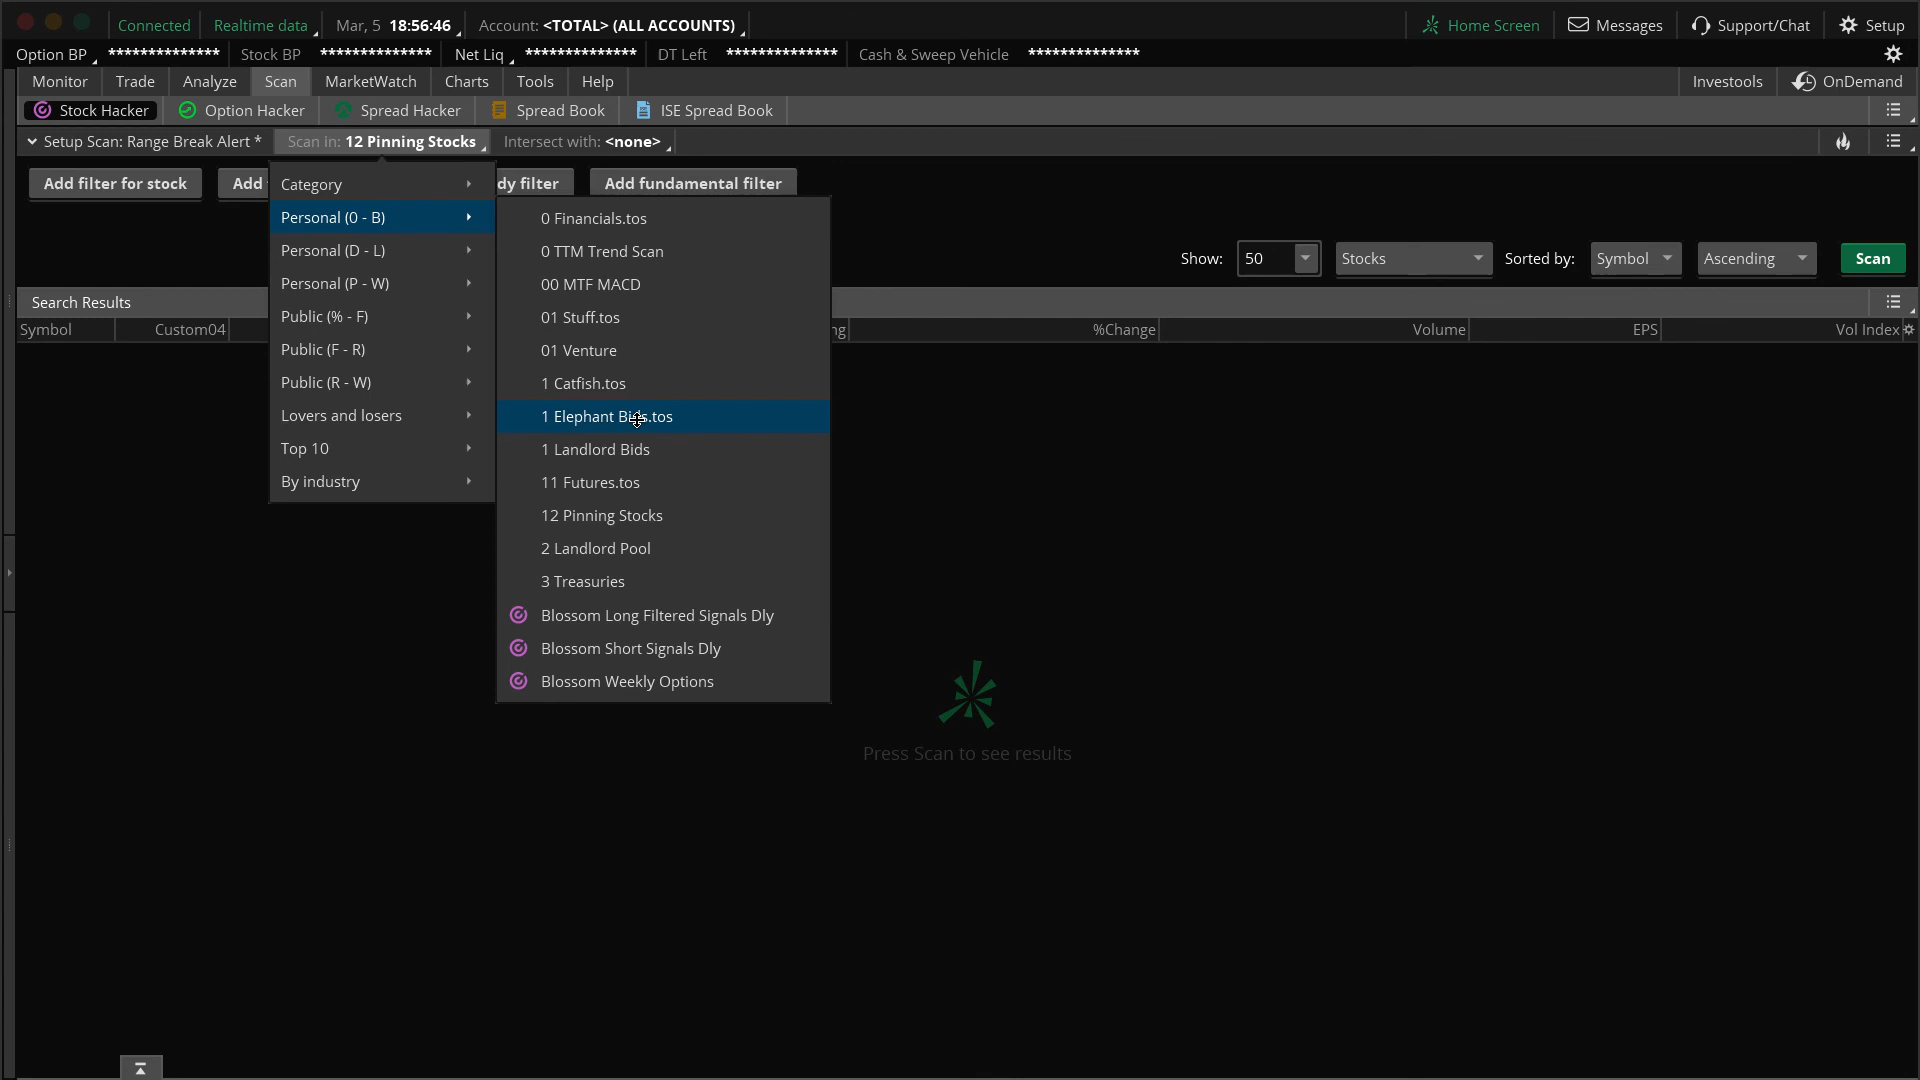 Connected Realtime data Mar, 5 18:56:46 Account: <TOTAL> (ALL ACCOUNTS) Home Screen Messages Support/Chat Setup
Option BP ************** Stock BP ************** Net Liq ************** DT Left ************** Cash & Sweep Vehicle **************
Monitor Trade Analyze Scan MarketWatch Charts Tools Help Investools OnDemand
Stock Hacker Option Hacker Spread Hacker Spread Book ISE Spread Book
Setup Scan: Range Break Alert * Scan in: 12 Pinning Stocks Intersect with: <none>
Add filter for stock Add dy filter Add fundamental filter
Category
Personal (0 - B)
Personal (D - L)
Personal (P - W)
Public (% - F)
Public (F - R)
Public (R - W)
Lovers and losers
Top 10
By industry
0 Financials.tos
0 TTM Trend Scan
00 MTF MACD
01 Stuff.tos
01 Venture
1 Catfish.tos
1 Elephant Bids.tos
1 Landlord Bids
11 Futures.tos
12 Pinning Stocks
2 Landlord Pool
3 Treasuries
Blossom Long Filtered Signals Dly
Blossom Short Signals Dly
Blossom Weekly Options
Show: 50 Stocks Sorted by: Symbol Ascending Scan
Search Results
Symbol Custom04 ng %Change Volume EPS Vol Index
Press Scan to see results